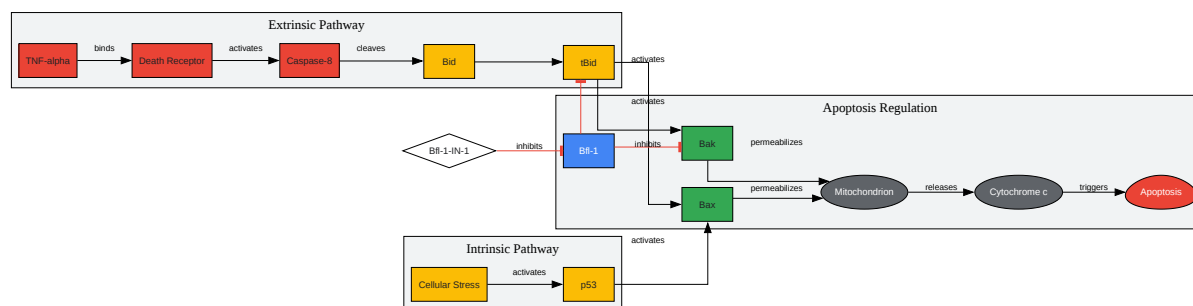 Extrinsic Pathway
TNF-alpha
binds
Death Receptor
activates
Caspase-8
cleaves
Bid
tBid
activates
activates
Apoptosis Regulation
Bfl-1-IN-1
inhibits
Bfl-1
inhibits
Bak
permeabilizes
Bax
permeabilizes
Mitochondrion
releases
Cytochrome c
triggers
Apoptosis
Intrinsic Pathway
activates
Cellular Stress
activates
p53